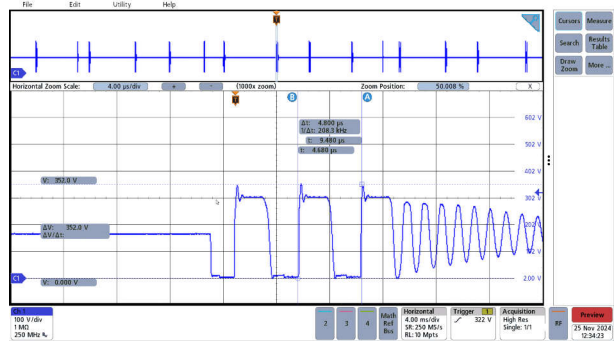 File Edit Utility Help
Cursors Measure
Search Results Table
Draw Zoom More ...
C1
Horizontal Zoom Scale: 4.00 µs/div + - (1000x zoom) Zoom Position: 50.008 % X
B A
Δt: 4.800 µs
1/Δt: 208.3 kHz
t: 9.480 µs
t: 4.680 µs
602 V
502 V
402 V
302 V
202 V
2.00 V
V: 352.0 V
ΔV: 352.0 V
ΔV/Δt:
V: 0.000 V
C1
Ch 1
100 V/div
1 MΩ
250 MHz
2 3 4
Math Ref Bus
Horizontal
4.00 ms/div
SR: 250 MS/s
RL: 10 Mpts
Trigger 1
322 V
Acquisition
High Res
Single: 1/1
RF
Preview
25 Nov 2024
12:34:23